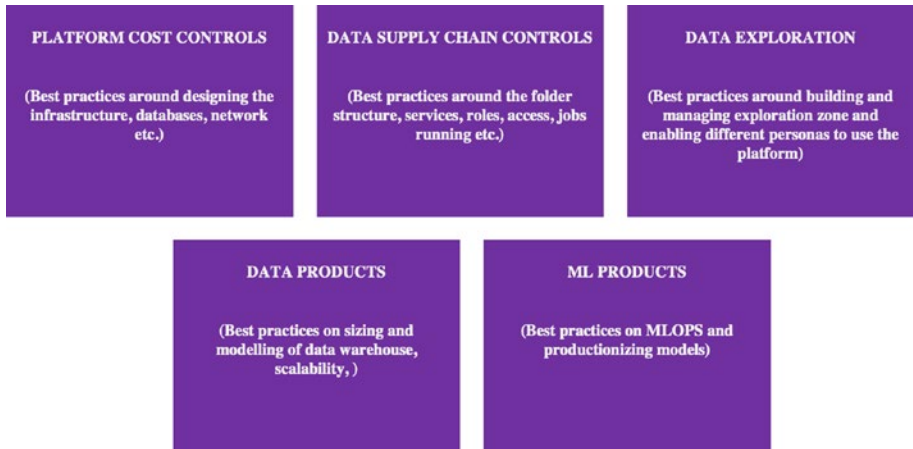 PLATFORM COST CONTROLS
(Best practices around designing the
infrastructure, databases, network
etc.)
DATA SUPPLY CHAIN CONTROLS
(Best practices around the folder
structure, services, roles, access, jobs
running etc.)
DATA EXPLORATION
(Best practices around building and
managing exploration zone and
enabling different personas to use the
platform)
DATA PRODUCTS
(Best practices on sizing and
modelling of data warehouse,
scalability, )
ML PRODUCTS
(Best practices on MLOPS and
productionizing models)